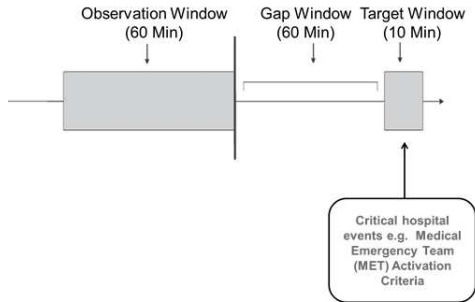 Observation Window
(60 Min)
Gap Window
(60 Min)
Target Window
(10 Min)
Critical hospital
events e.g. Medical
Emergency Team
(MET) Activation
Criteria